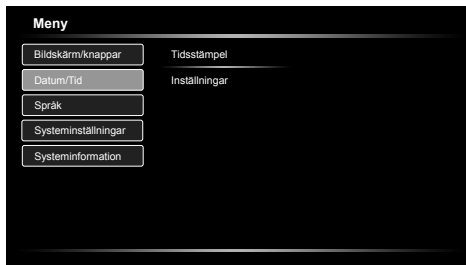 Meny
Bildskärm/knappar
Tidsstämpel
Datum/Tid
Inställningar
Språk
Systeminställningar
Systeminformation